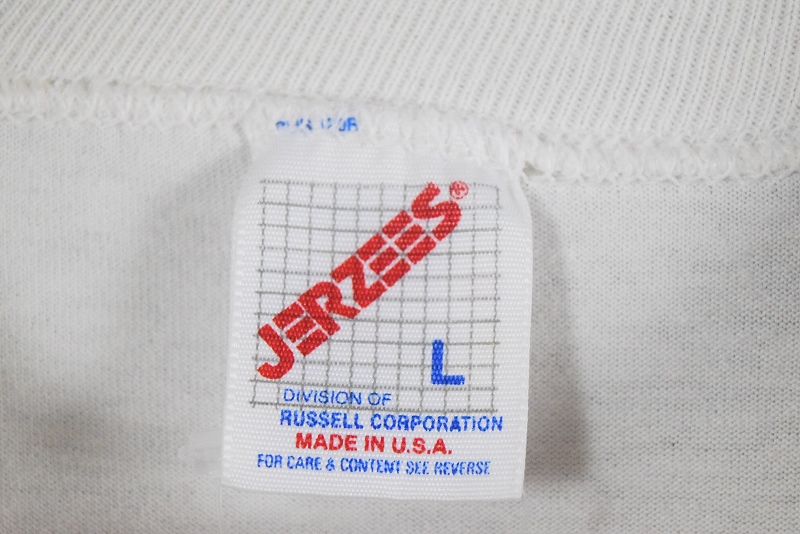 JERZEES®
L
DIVISION OF
RUSSELL CORPORATION
MADE IN U.S.A.
FOR CARE & CONTENT SEE REVERSE